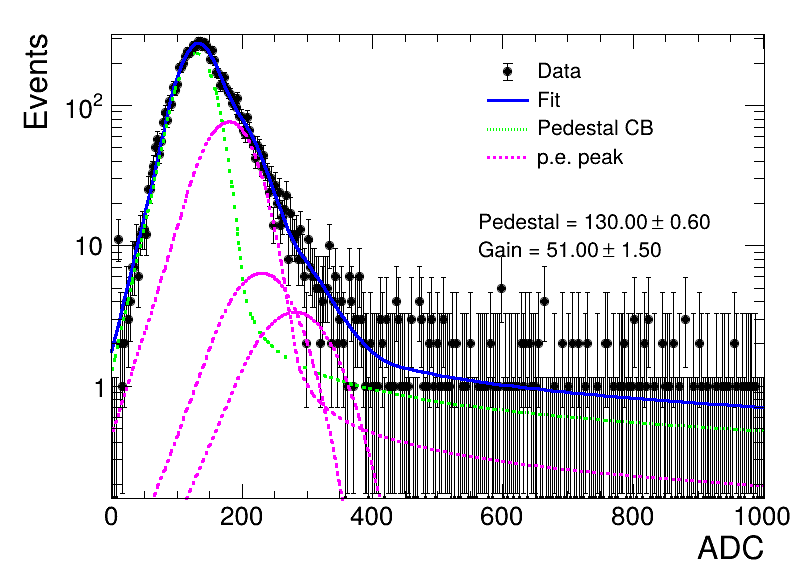 Events
10²
10
1
Data
Fit
Pedestal CB
p.e. peak
Pedestal = 130.00 ± 0.60
Gain = 51.00 ± 1.50
0 200 400 600 800 1000
ADC